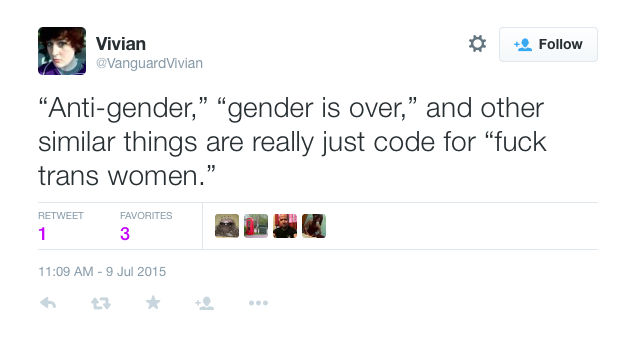 Vivian
@VanguardVivian
Follow
“Anti-gender,” “gender is over,” and other
similar things are really just code for “fuck
trans women.”
RETWEET FAVORITES
1 3
11:09 AM - 9 Jul 2015